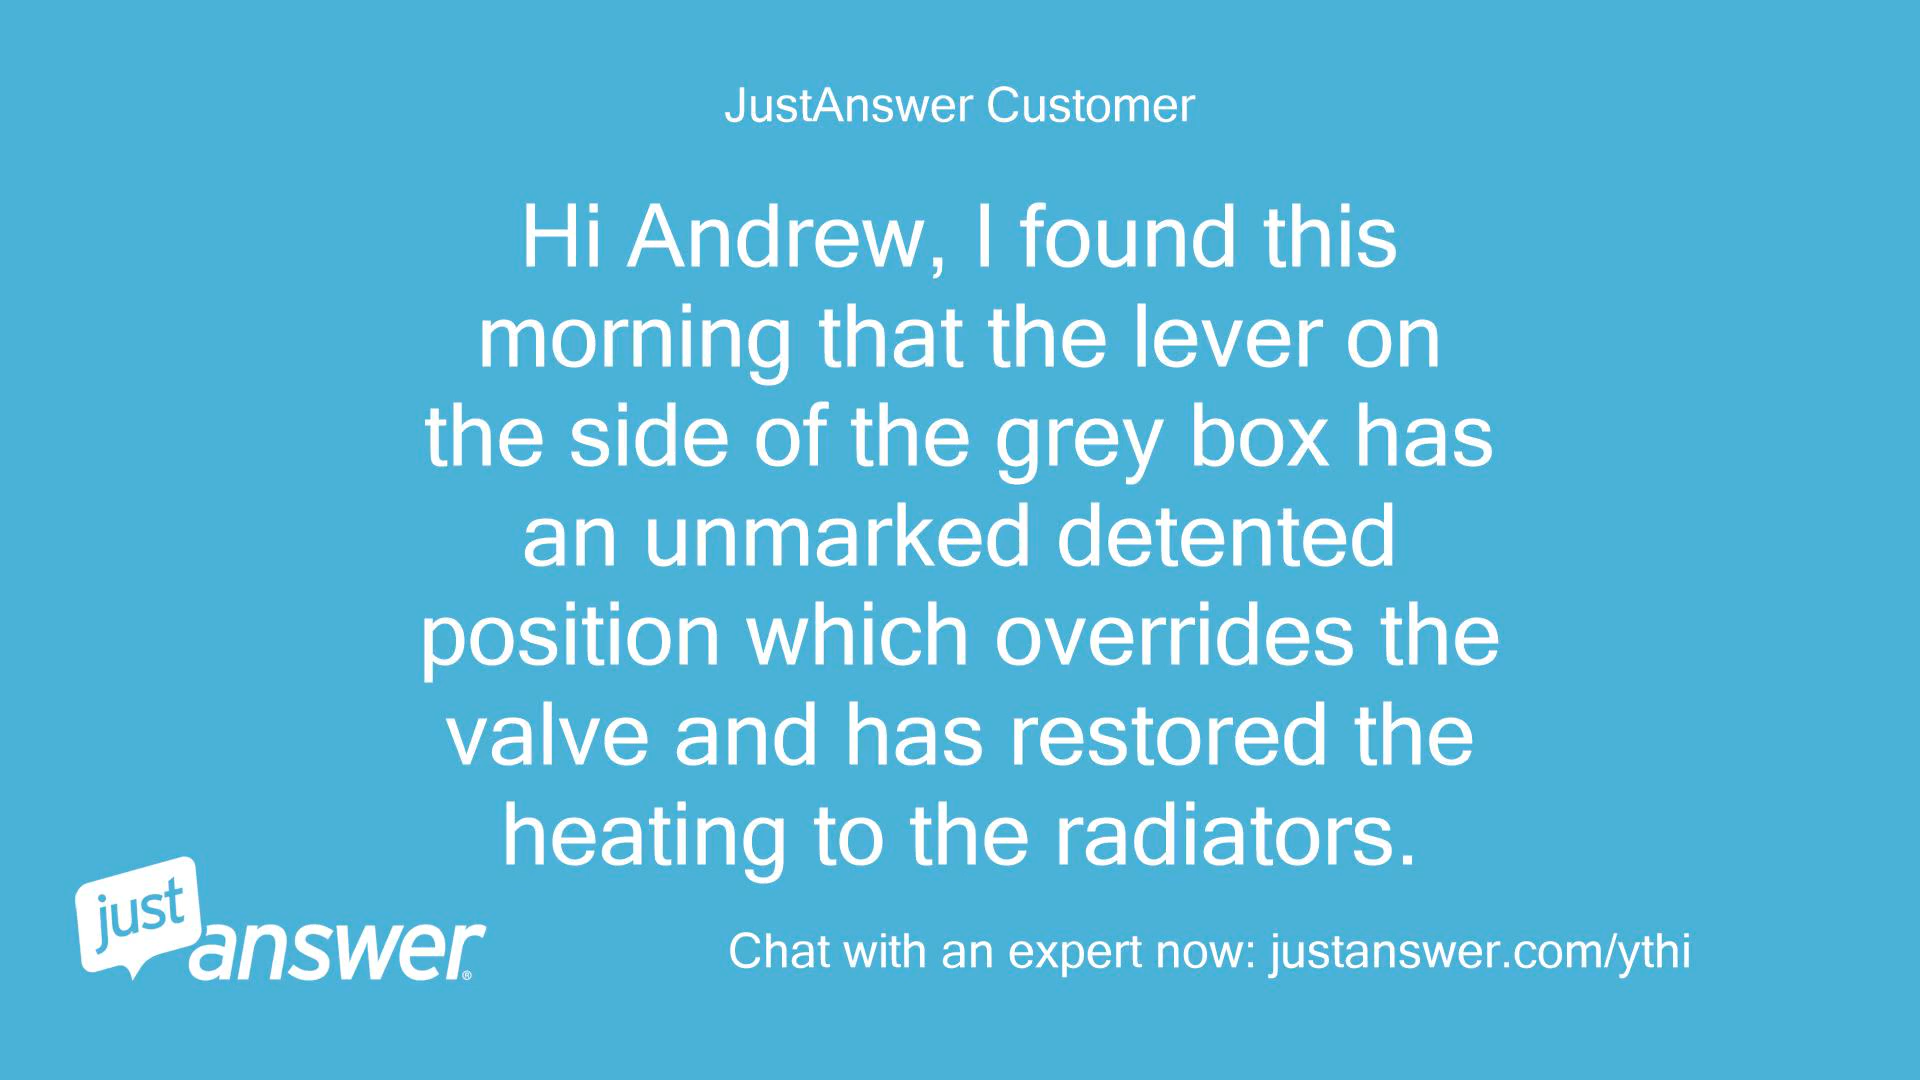 JustAnswer Customer
Hi Andrew, I found this
morning that the lever on
the side of the grey box has
an unmarked detented
position which overrides the
valve and has restored the
heating to the radiators.
just
answer®
Chat with an expert now: justanswer.com/ythi